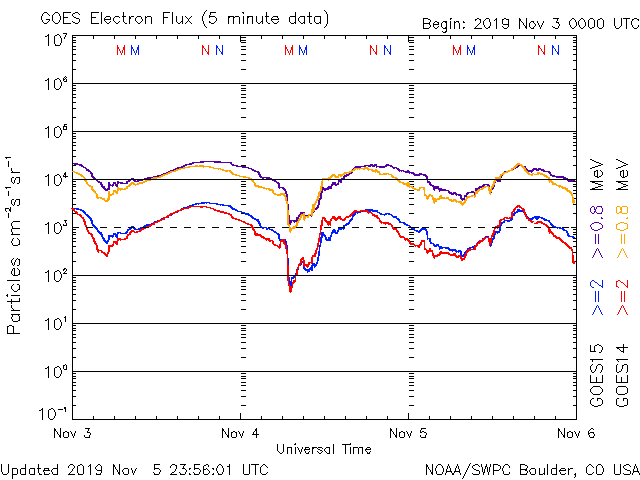 GOES Electron Flux (5 minute data)
Begin: 2019 Nov 3 0000 UTC
10⁷
M M N N M M N N M M N N
10⁶
10⁵
10⁴
10³
10²
10¹
10⁰
10⁻¹
Particles cm⁻²s⁻¹sr⁻¹
GOES15 >=2 >=0.8 MeV
GOES14 >=2 >=0.8 MeV
Nov 3 Nov 4 Nov 5 Nov 6
Universal Time
Updated 2019 Nov 5 23:56:01 UTC
NOAA/SWPC Boulder, CO USA